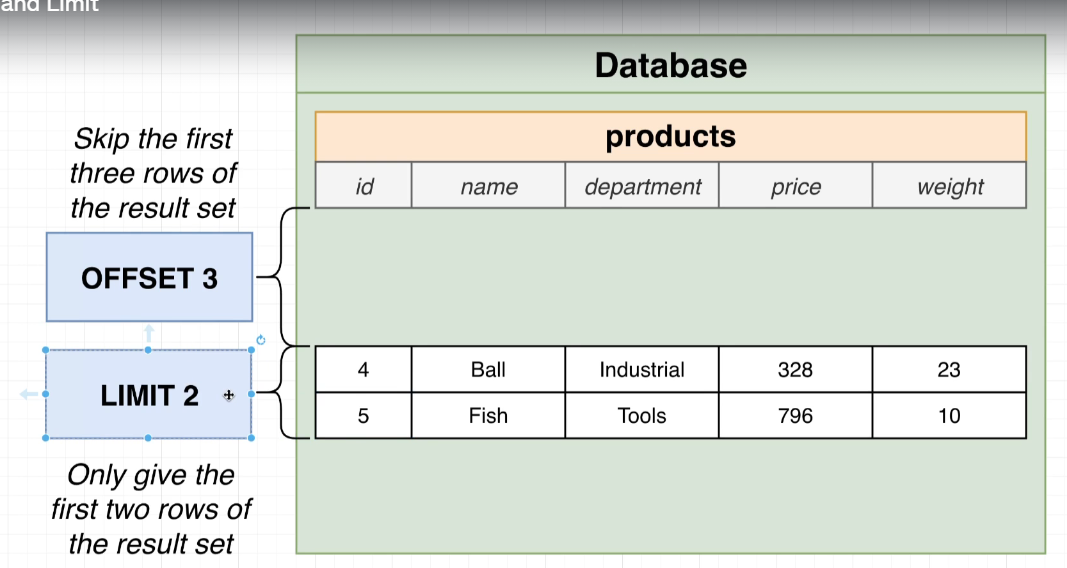 and Limit
Database
products
id name department price weight
Skip the first
three rows of
the result set
OFFSET 3
LIMIT 2
4 Ball Industrial 328 23
5 Fish Tools 796 10
Only give the
first two rows of
the result set